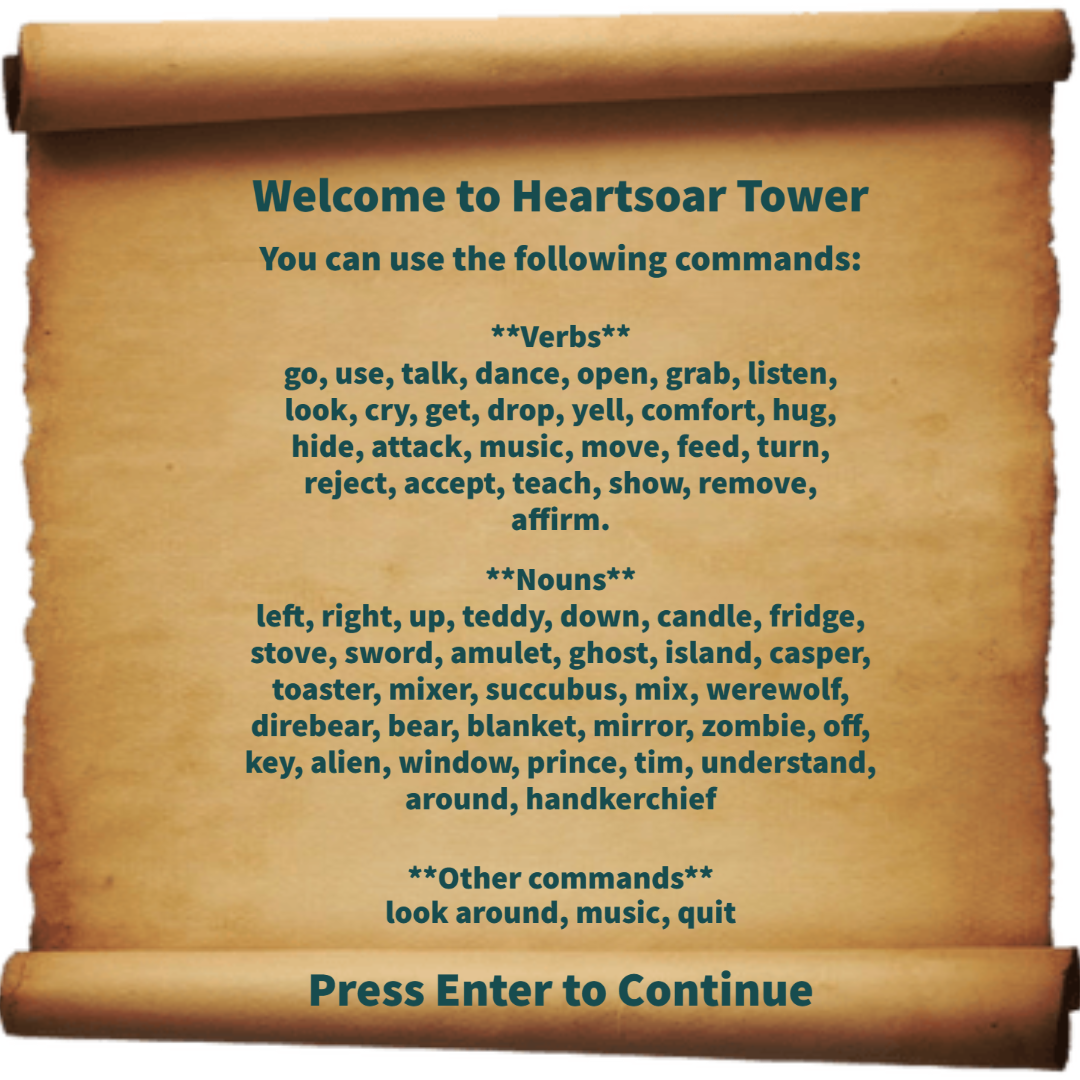 Welcome to Heartsoar Tower
You can use the following commands:
**Verbs**
go, use, talk, dance, open, grab, listen,
look, cry, get, drop, yell, comfort, hug,
hide, attack, music, move, feed, turn,
reject, accept, teach, show, remove,
affirm.
**Nouns**
left, right, up, teddy, down, candle, fridge,
stove, sword, amulet, ghost, island, casper,
toaster, mixer, succubus, mix, werewolf,
direbear, bear, blanket, mirror, zombie, off,
key, alien, window, prince, tim, understand,
around, handkerchief
**Other commands**
look around, music, quit
Press Enter to Continue